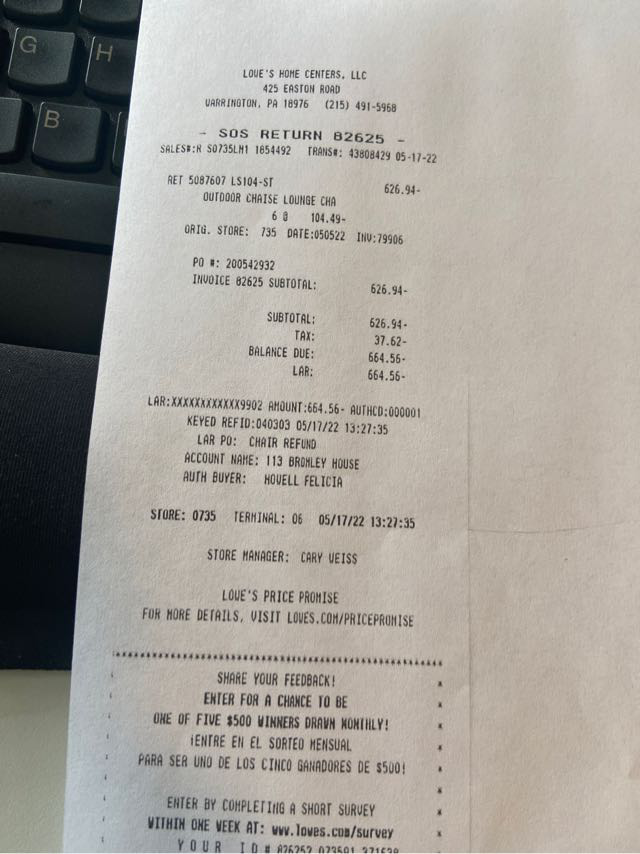 G
H
B
LOWE'S HOME CENTERS, LLC
425 EASTON ROAD
WARRINGTON, PA 18976 (215) 491-5968
- SOS RETURN 82625 -
SALES#:R S0735LM1 1854492 TRANS#: 43808429 05-17-22
RET 5087607 LS104-ST 626.94-
OUTDOOR CHAISE LOUNGE CHA
6 @ 104.49-
ORIG. STORE: 735 DATE:050522 INV:79906
PO #: 200542932
INVOICE 82625 SUBTOTAL: 626.94-
SUBTOTAL: 626.94-
TAX: 37.62-
BALANCE DUE: 664.56-
LAR: 664.56-
LAR:XXXXXXXXXXXX9902 AMOUNT:664.56- AUTHCD:000001
KEYED REFID:040303 05/17/22 13:27:35
LAR PO: CHAIR REFUND
ACCOUNT NAME: 113 BROMLEY HOUSE
AUTH BUYER: HOWELL FELICIA
STORE: 0735 TERMINAL: 06 05/17/22 13:27:35
STORE MANAGER: CARY WEISS
LOWE'S PRICE PROMISE
FOR MORE DETAILS, VISIT LOWES.COM/PRICEPROMISE
SHARE YOUR FEEDBACK!
ENTER FOR A CHANCE TO BE
ONE OF FIVE $500 WINNERS DRAWN MONTHLY!
¡ENTRE EN EL SORTEO MENSUAL
PARA SER UNO DE LOS CINCO GANADORES DE $500!
ENTER BY COMPLETING A SHORT SURVEY
WITHIN ONE WEEK AT: www.lowes.com/survey
YOUR ID #